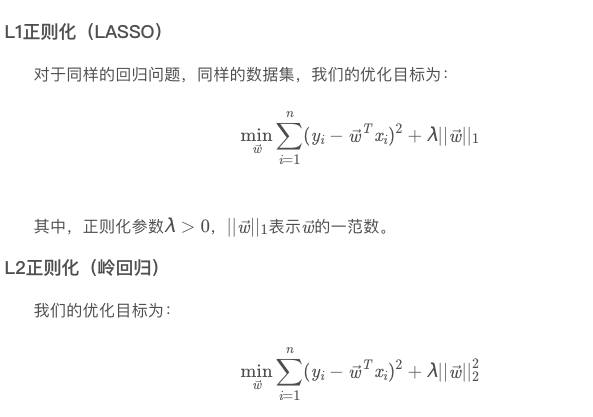 L1正则化（LASSO）
对于同样的回归问题，同样的数据集，我们的优化目标为：
$\min_{\vec{w}} \sum_{i=1}^{n} (y_i - \vec{w}^T x_i)^2 + \lambda ||\vec{w}||_1$
其中，正则化参数$\lambda > 0$，$||\vec{w}||_1$表示$\vec{w}$的一范数。
L2正则化（岭回归）
我们的优化目标为：
$\min_{\vec{w}} \sum_{i=1}^{n} (y_i - \vec{w}^T x_i)^2 + \lambda ||\vec{w}||_2^2$